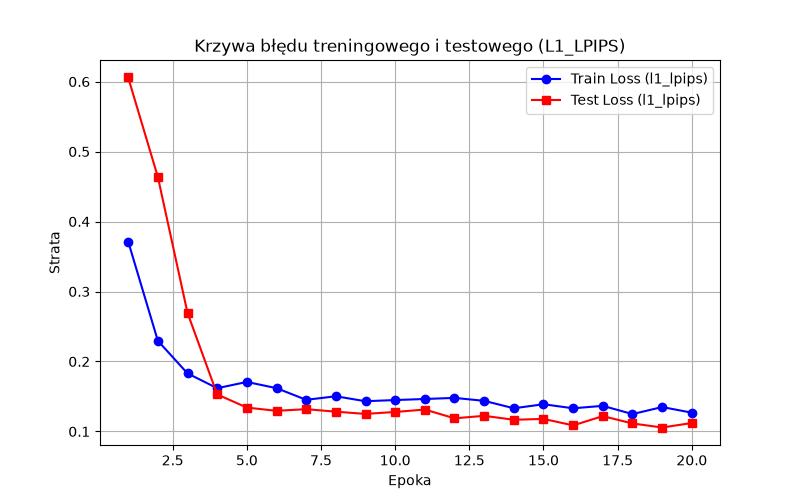 Krzywa błędu treningowego i testowego (L1_LPIPS)
Train Loss (l1_lpips)
Test Loss (l1_lpips)
Strata
0.6
0.5
0.4
0.3
0.2
0.1
2.5 5.0 7.5 10.0 12.5 15.0 17.5 20.0
Epoka